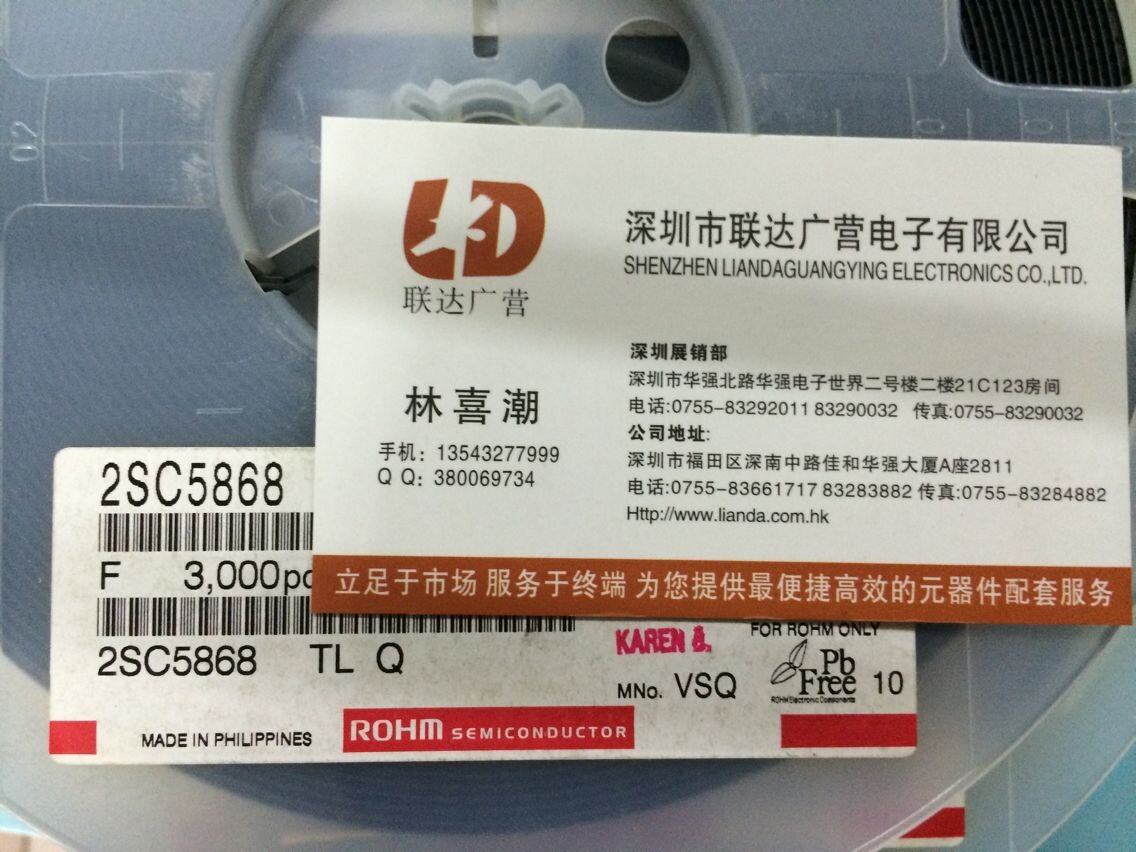 02
联达广营
深圳市联达广营电子有限公司
SHENZHEN LIANDAGUANGYING ELECTRONICS CO.,LTD.
林喜潮
手机：13543277999
Q Q：380069734
深圳展销部
深圳市华强北路华强电子世界二号楼二楼21C123房间
电话:0755-83292011 83290032 传真:0755-83290032
公司地址:
深圳市福田区深南中路佳和华强大厦A座2811
电话:0755-83661717 83283882 传真:0755-83284882
Http://www.lianda.com.hk
立足于市场 服务于终端 为您提供最便捷高效的元器件配套服务
2SC5868
F 3,000pc
2SC5868 TL Q
KAREN B.
FOR ROHM ONLY
MNo. VSQ
Pb
Free
10
ROHM Electronic Components
MADE IN PHILIPPINES
ROHM SEMICONDUCTOR